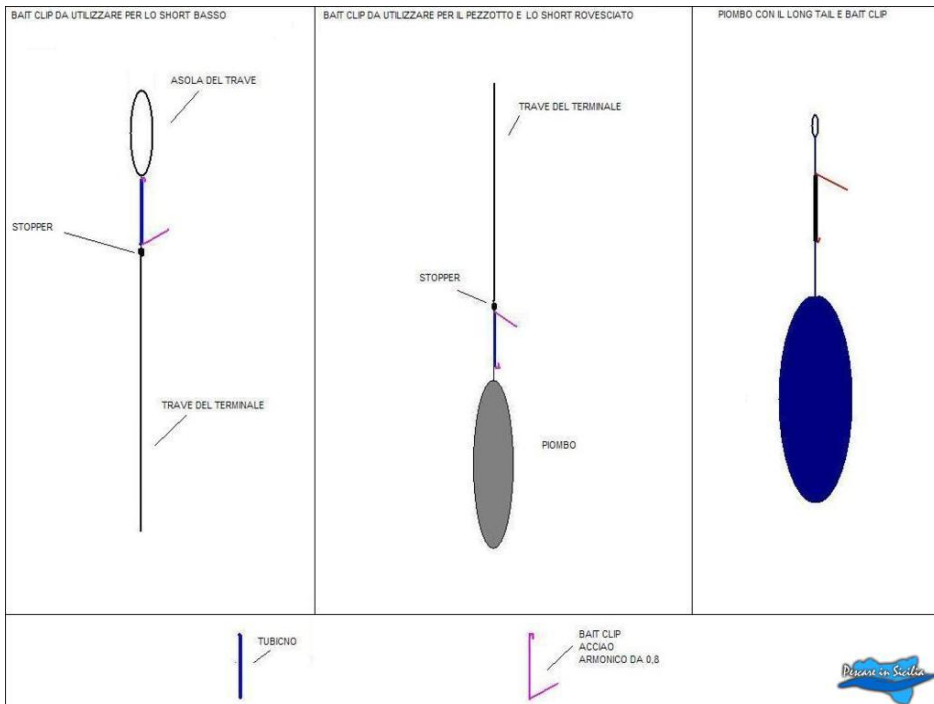 BAIT CLIP DA UTILIZZARE PER LO SHORT BASSO
ASOLA DEL TRAVE
STOPPER
TRAVE DEL TERMINALE
BAIT CLIP DA UTILIZZARE PER IL PEZZOTTO E LO SHORT ROVESCIATO
TRAVE DEL TERMINALE
STOPPER
PIOMBO
PIOMBO CON IL LONG TAIL E BAIT CLIP
TUBICNO
BAIT CLIP
ACCIAO
ARMONICO DA 0,8
Pescare in Sicilia